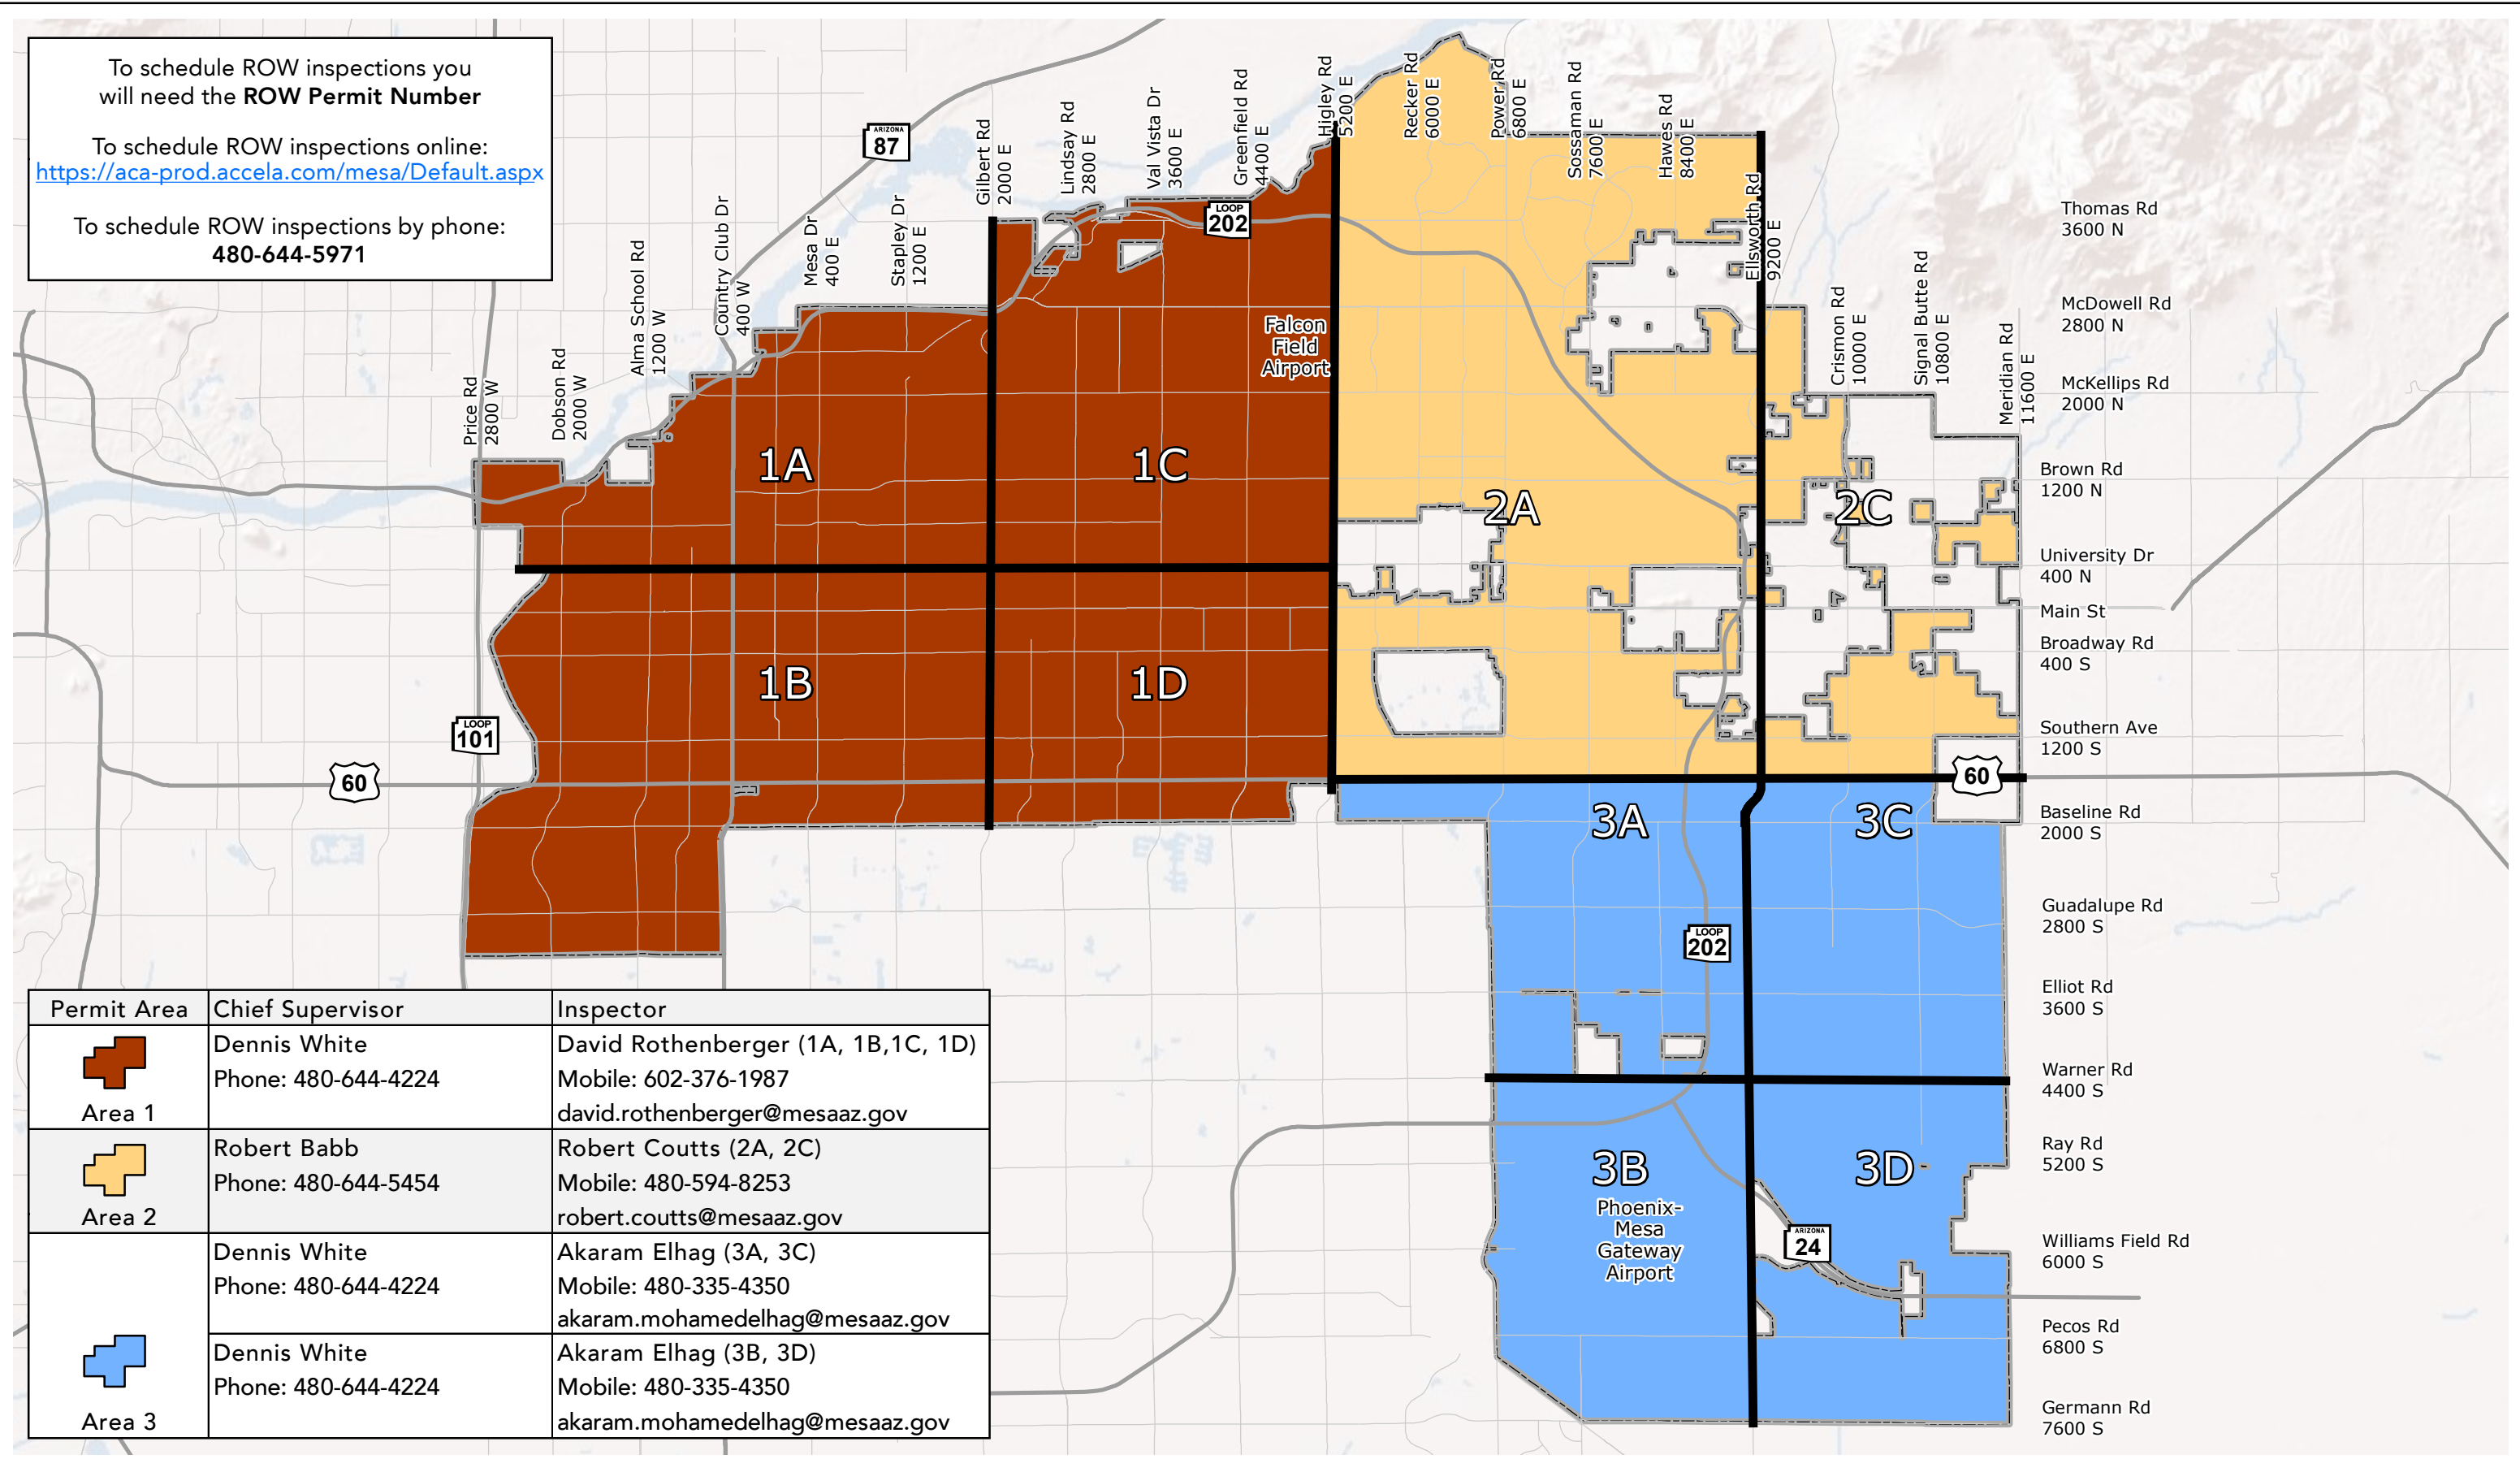 To schedule ROW inspections you
will need the ROW Permit Number
To schedule ROW inspections online:
https://aca-prod.accela.com/mesa/Default.aspx
To schedule ROW inspections by phone:
480-644-5971
ARIZONA
87
Price Rd
2800 W
Dobson Rd
2000 W
Alma School Rd
1200 W
Country Club Dr
400 W
Mesa Dr
400 E
Stapley Dr
1200 E
Gilbert Rd
2000 E
Lindsay Rd
2800 E
Val Vista Dr
3600 E
Greenfield Rd
4400 E
Higley Rd
5200 E
Recker Rd
6000 E
Power Rd
6800 E
Sossaman Rd
7600 E
Hawes Rd
8400 E
Ellsworth Rd
9200 E
Crismon Rd
10000 E
Signal Butte Rd
10800 E
Meridian Rd
11600 E
LOOP
202
Falcon
Field
Airport
1A
1C
2A
2C
1B
1D
LOOP
101
60
60
3A
3C
LOOP
202
3B
3D
Phoenix-
Mesa
Gateway
Airport
ARIZONA
24
Thomas Rd
3600 N
McDowell Rd
2800 N
McKellips Rd
2000 N
Brown Rd
1200 N
University Dr
400 N
Main St
Broadway Rd
400 S
Southern Ave
1200 S
Baseline Rd
2000 S
Guadalupe Rd
2800 S
Elliot Rd
3600 S
Warner Rd
4400 S
Ray Rd
5200 S
Williams Field Rd
6000 S
Pecos Rd
6800 S
Germann Rd
7600 S
Permit Area Chief Supervisor Inspector
Dennis White David Rothenberger (1A, 1B,1C, 1D)
Phone: 480-644-4224 Mobile: 602-376-1987
Area 1 david.rothenberger@mesaaz.gov
Robert Babb Robert Coutts (2A, 2C)
Phone: 480-644-5454 Mobile: 480-594-8253
Area 2 robert.coutts@mesaaz.gov
Dennis White Akaram Elhag (3A, 3C)
Phone: 480-644-4224 Mobile: 480-335-4350
akaram.mohamedelhag@mesaaz.gov
Dennis White Akaram Elhag (3B, 3D)
Phone: 480-644-4224 Mobile: 480-335-4350
Area 3 akaram.mohamedelhag@mesaaz.gov